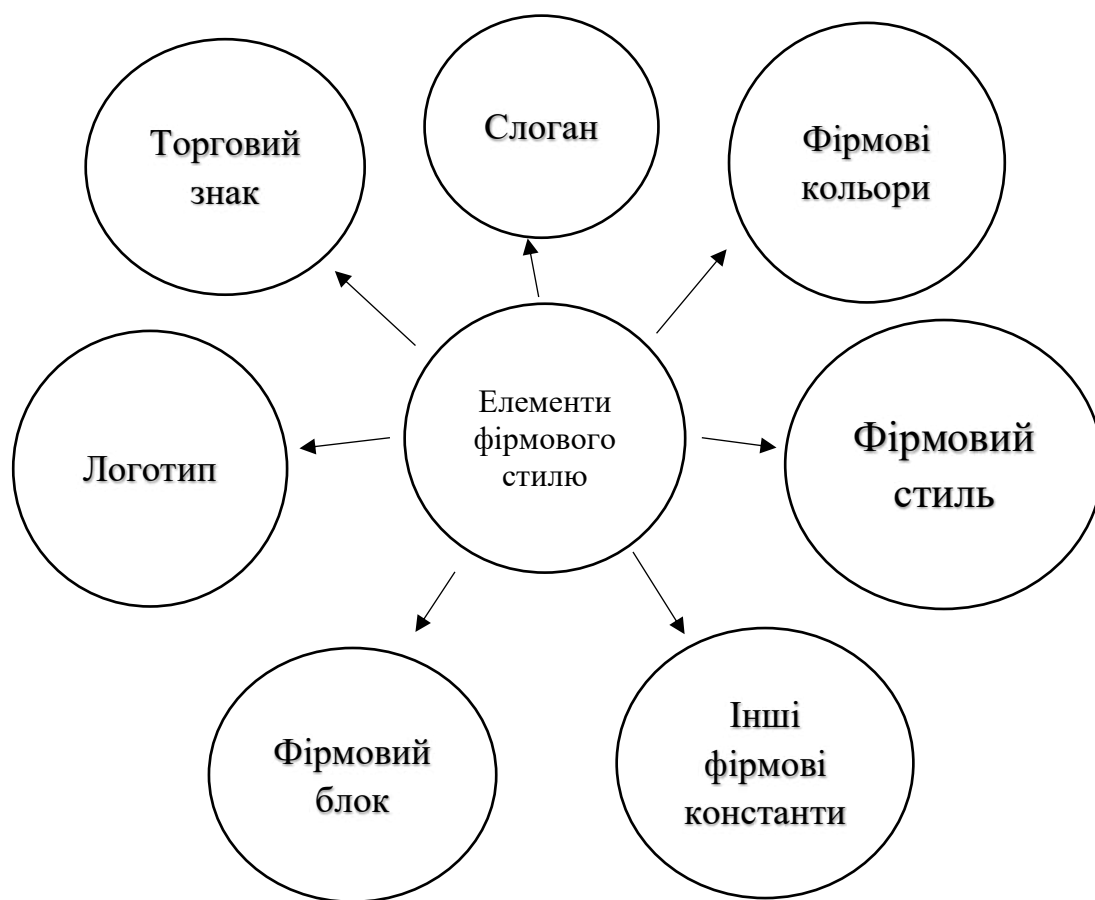 Торговий
знак
Слоган
Фірмові
кольори
Логотип
Елементи
фірмового
стилю
Фірмовий
стиль
Фірмовий
блок
Інші
фірмові
константи